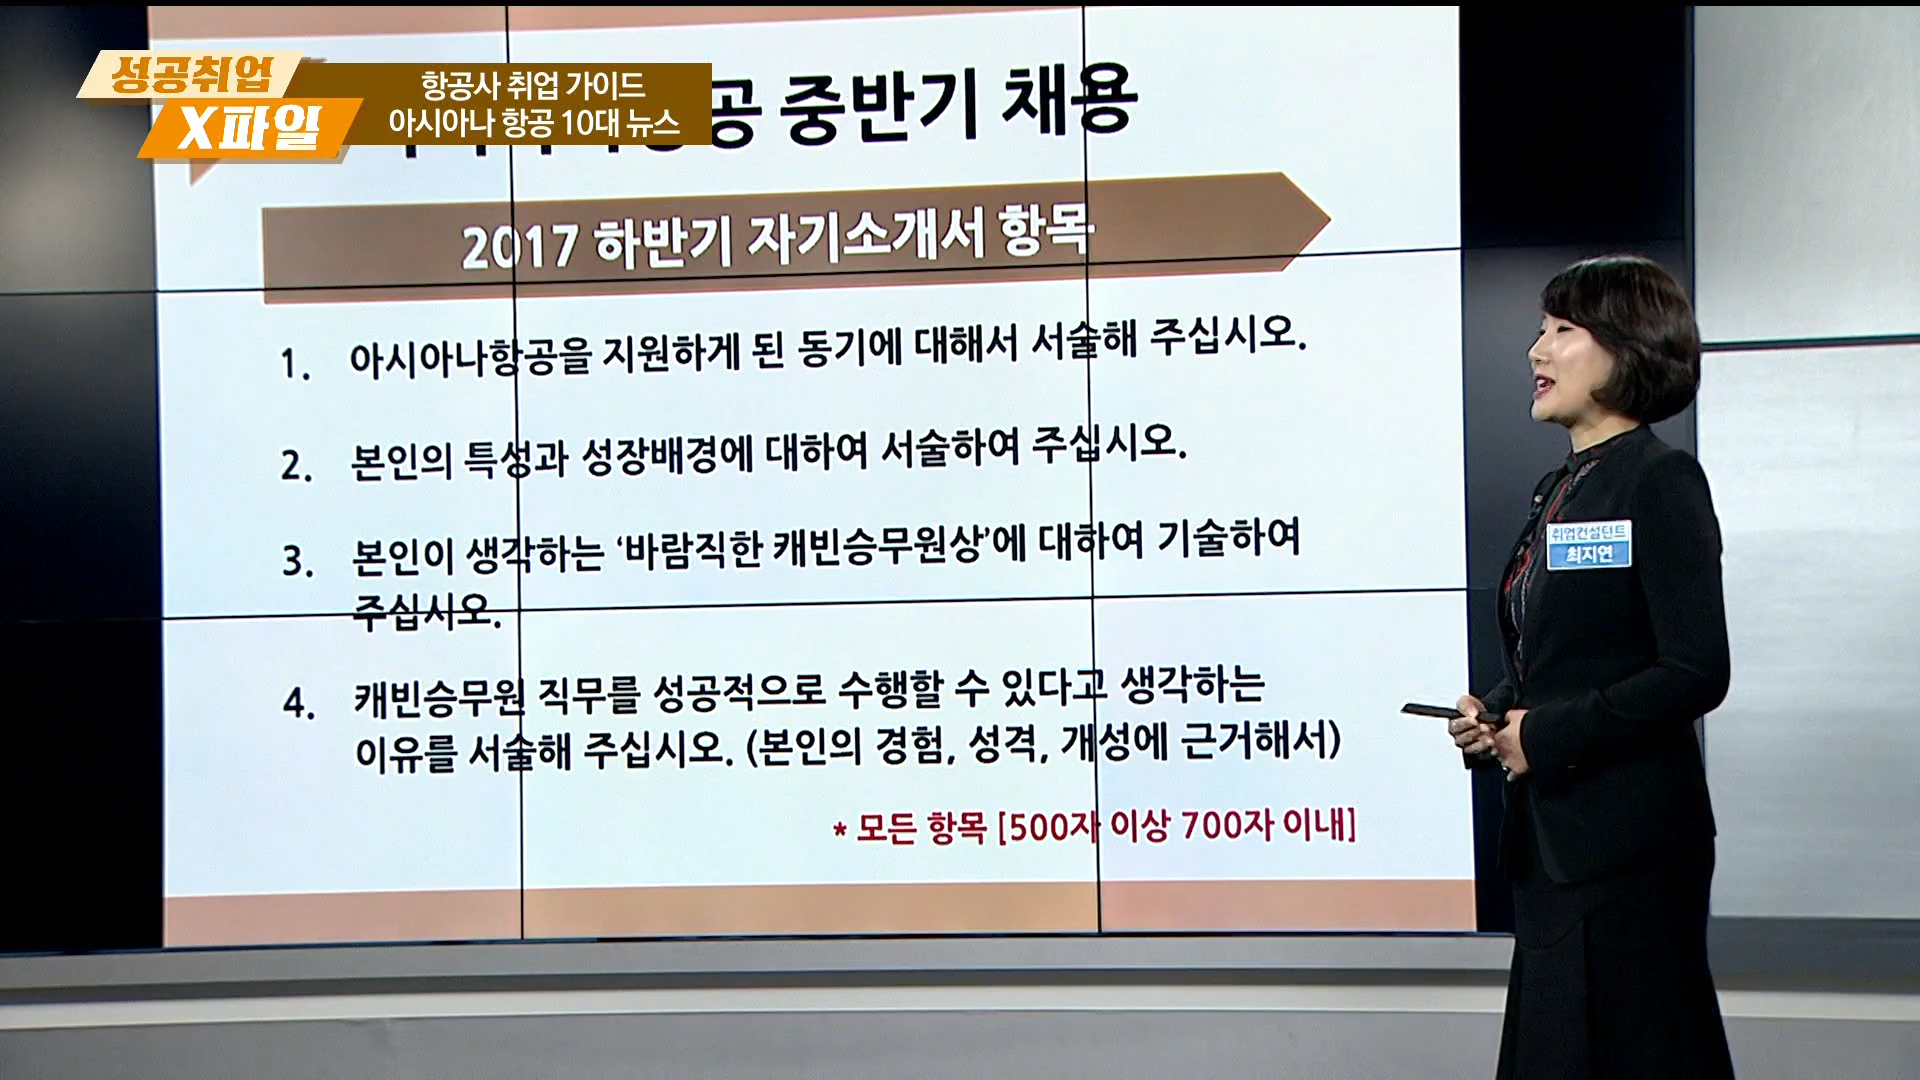 성공취업
X파일
항공사 취업 가이드
아시아나 항공 10대 뉴스
공 중반기 채용
2017 하반기 자기소개서 항목
1. 아시아나항공을 지원하게 된 동기에 대해서 서술해 주십시오.
2. 본인의 특성과 성장배경에 대하여 서술하여 주십시오.
3. 본인이 생각하는 ‘바람직한 캐빈승무원상’에 대하여 기술하여
주십시오.
4. 캐빈승무원 직무를 성공적으로 수행할 수 있다고 생각하는
이유를 서술해 주십시오. (본인의 경험, 성격, 개성에 근거해서)
* 모든 항목 [500자 이상 700자 이내]
취업컨설턴트
최지연